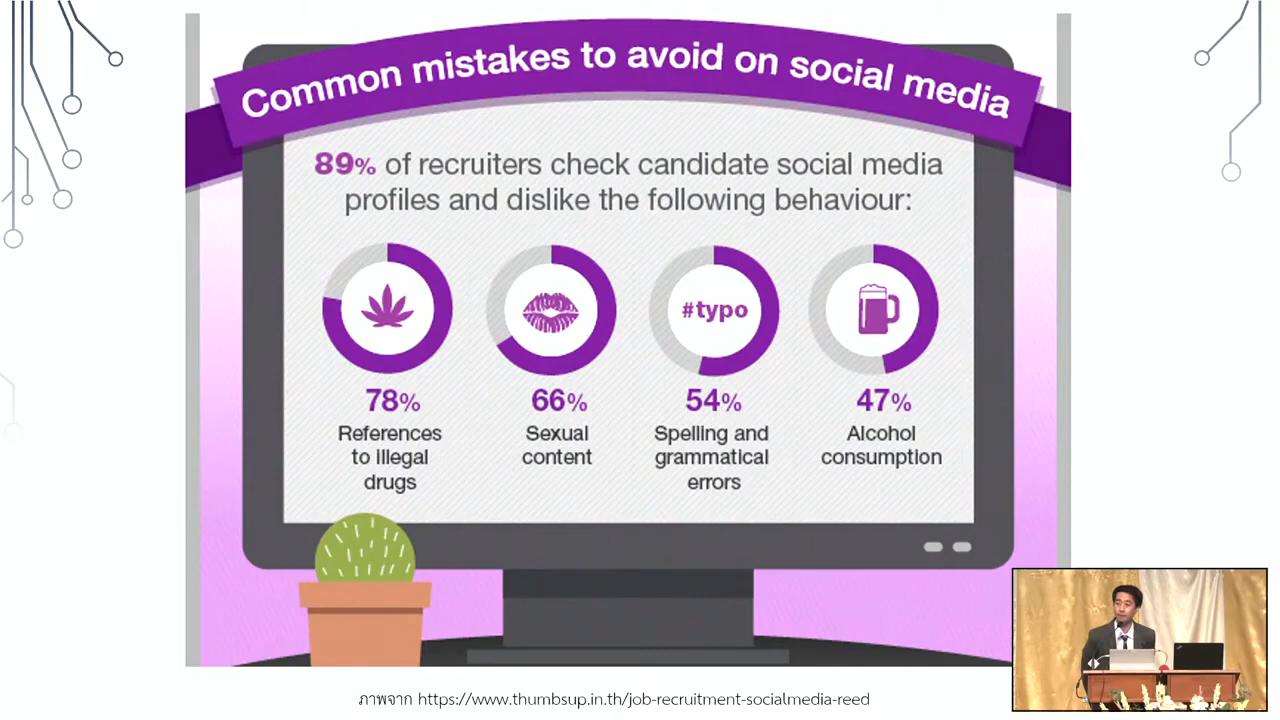 Common mistakes to avoid on social media
89% of recruiters check candidate social media
profiles and dislike the following behaviour:
#typo
78%
References
to illegal
drugs
66%
Sexual
content
54%
Spelling and
grammatical
errors
47%
Alcohol
consumption
ภาพจาก https://www.thumbsup.in.th/job-recruitment-socialmedia-reed